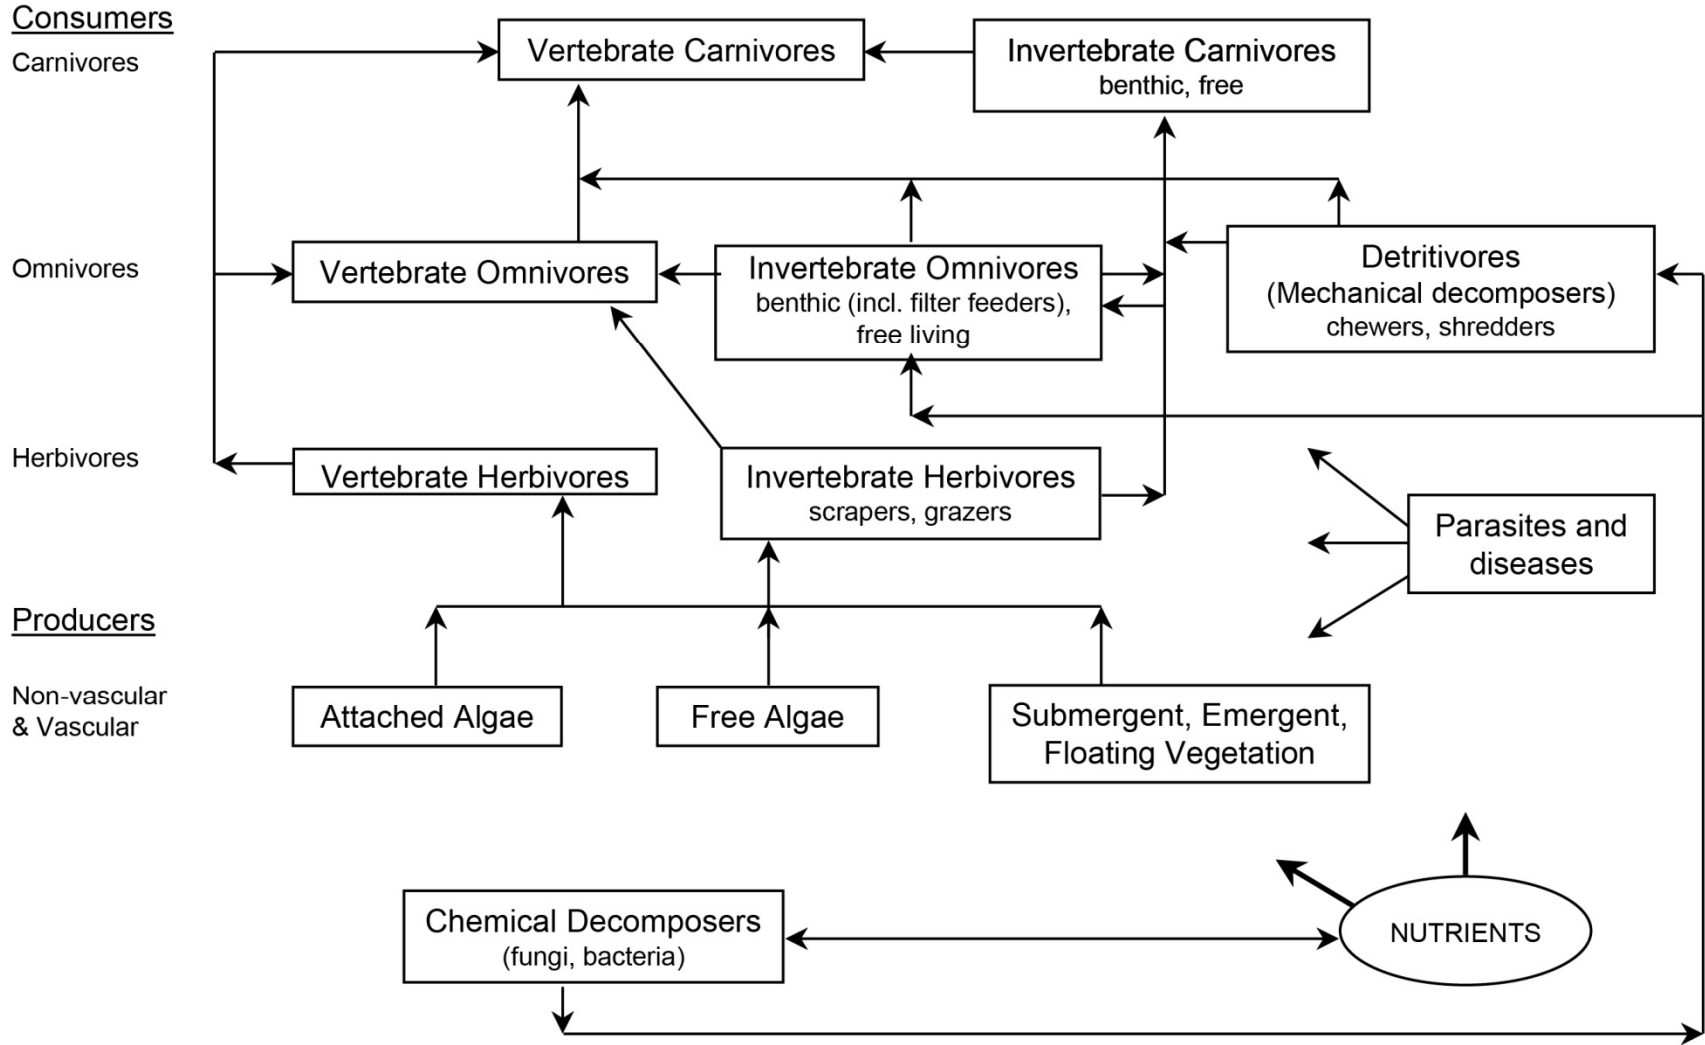 Consumers
Carnivores
Vertebrate Carnivores
Invertebrate Carnivores
benthic, free
Omnivores
Vertebrate Omnivores
Invertebrate Omnivores
benthic (incl. filter feeders),
free living
Detritivores
(Mechanical decomposers)
chewers, shredders
Herbivores
Vertebrate Herbivores
Invertebrate Herbivores
scrapers, grazers
Parasites and
diseases
Producers
Non-vascular
& Vascular
Attached Algae
Free Algae
Submergent, Emergent,
Floating Vegetation
Chemical Decomposers
(fungi, bacteria)
NUTRIENTS